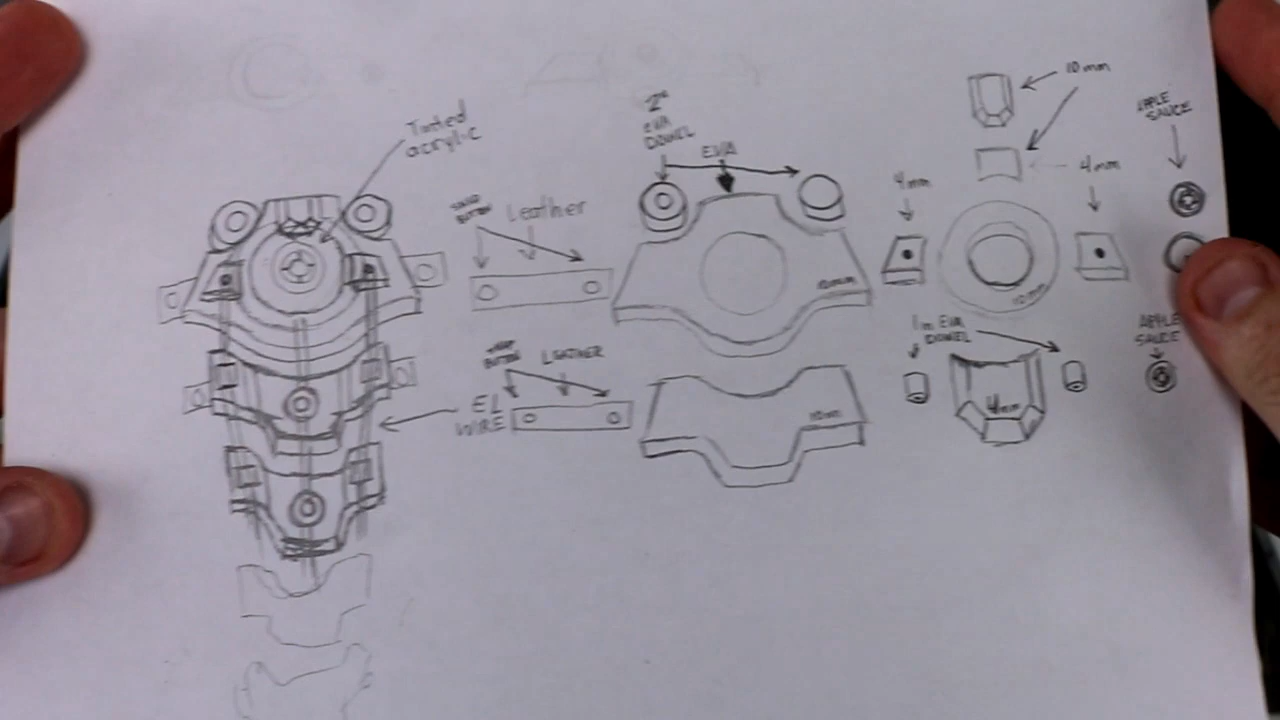 Tinted
acrylic
2"
EVA
DOWEL
EVA
10mm
APPLE
SAUCE
4mm
4mm
SNAP
BUTTON
Leather
10mm
10mm
1in EVA
DOWEL
APPLE
SAUCE
SNAP
BUTTON
LEATHER
EL
WIRE
10mm
4mm